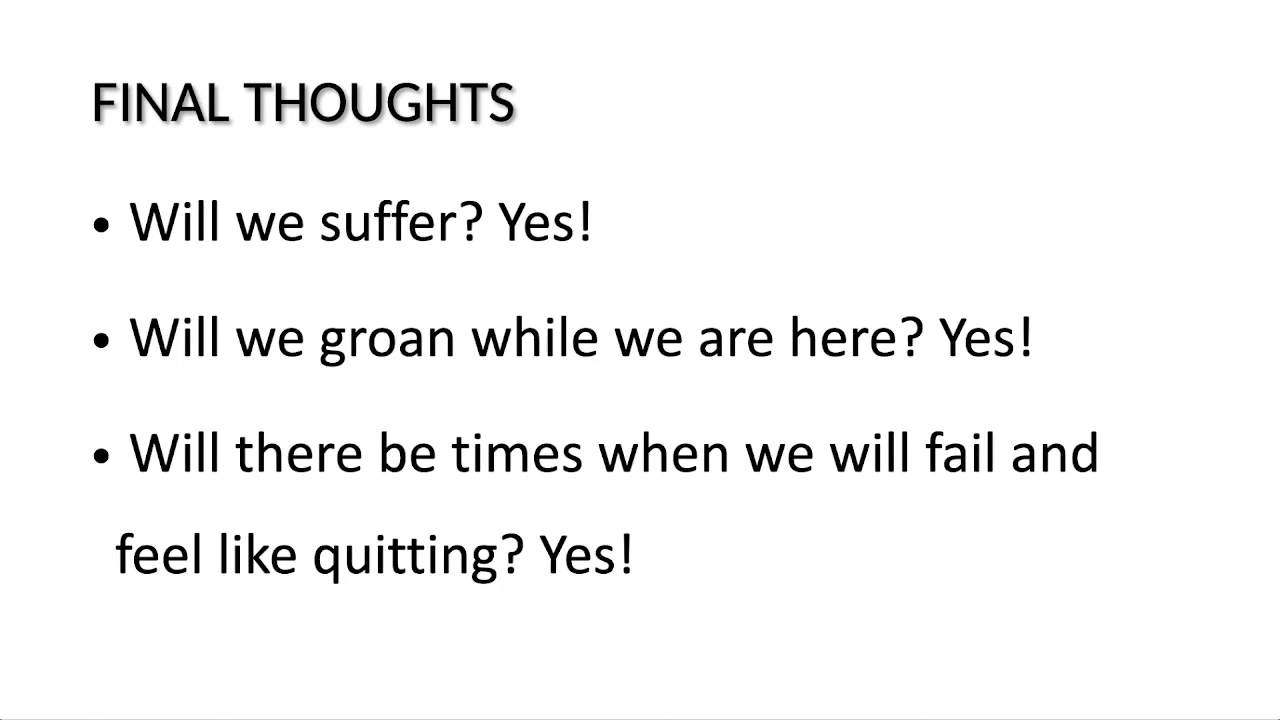 FINAL THOUGHTS
• Will we suffer? Yes!
• Will we groan while we are here? Yes!
• Will there be times when we will fail and
feel like quitting? Yes!